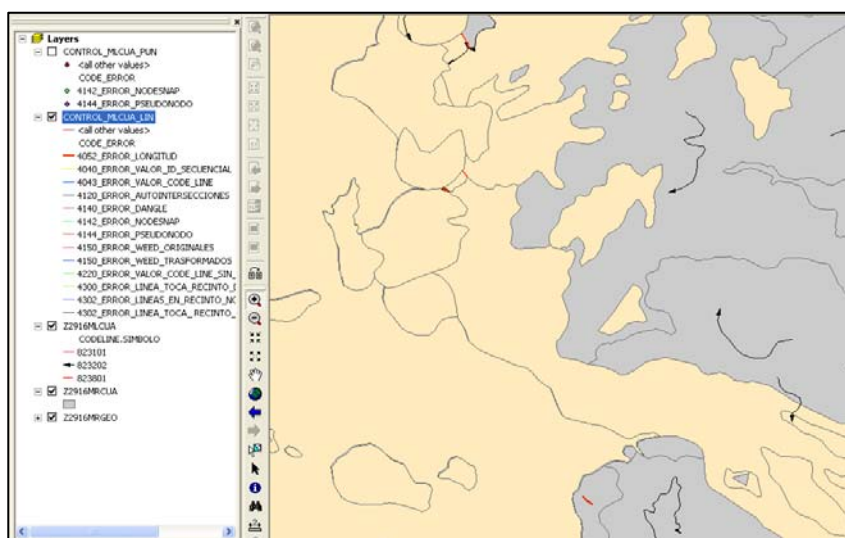 Layers
CONTROL_MLCUA_PUN
<all other values>
CODE_ERROR
4142_ERROR_NODESNAP
4144_ERROR_PSEUDONODO
CONTROL_MLCUA_LIN
<all other values>
CODE_ERROR
4052_ERROR_LONGITUD
4040_ERROR_VALOR_ID_SECUENCIAL
4043_ERROR_VALOR_CODE_LINE
4120_ERROR_AUTOINTERSECCIONES
4140_ERROR_DANGLE
4142_ERROR_NODESNAP
4144_ERROR_PSEUDONODO
4150_ERROR_WEED_ORIGINALES
4150_ERROR_WEED_TRASFORMADOS
4220_ERROR_VALOR_CODE_LINE_SIN_
4300_ERROR_LINEA_TOCA_RECINTO_
4302_ERROR_LINEAS_EN_RECINTO_NO
4302_ERROR_LINEA_TOCA_RECINTO_
Z2916MLCUA
CODELINE.SIMBOLO
823101
823202
823801
Z2916MRCUA
Z2916MRGEO